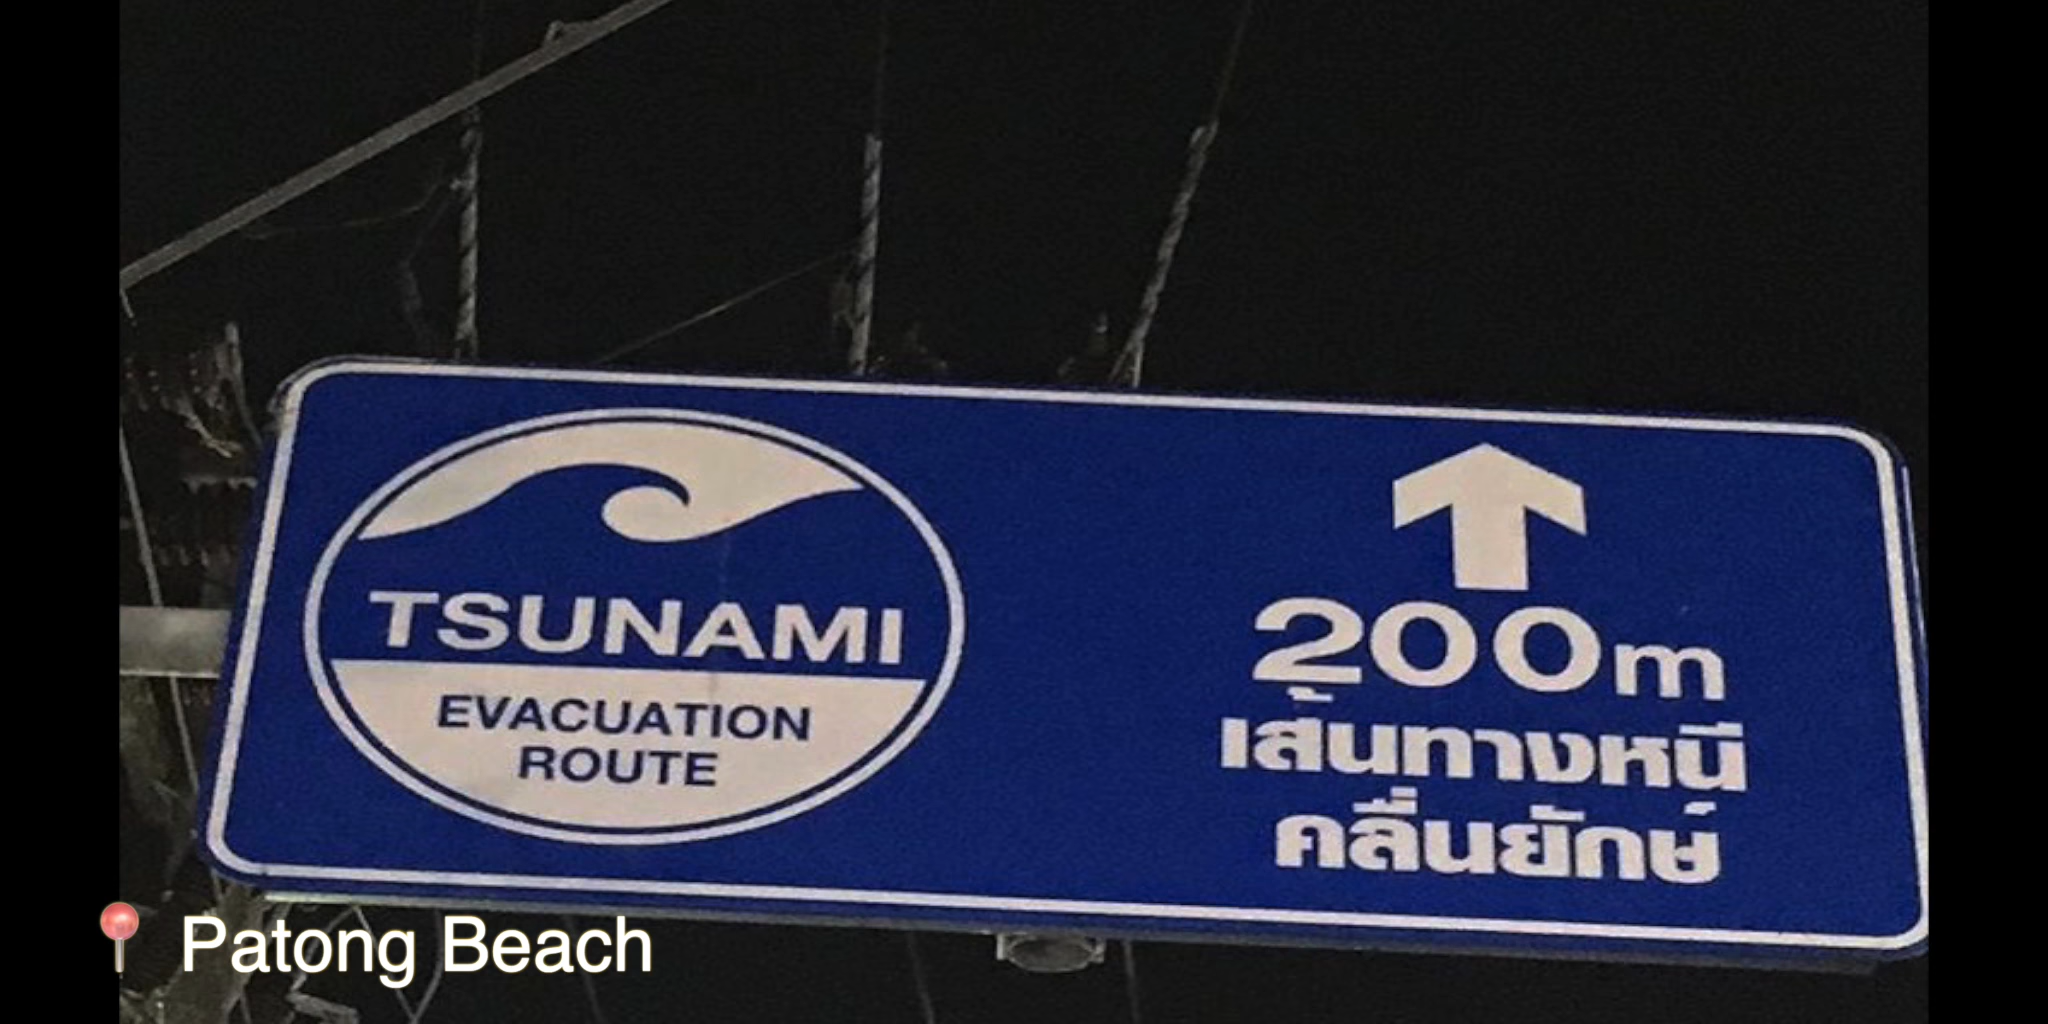 TSUNAMI
EVACUATION
ROUTE
200m
เส้นทางหนี
คลื่นยักษ์
Patong Beach